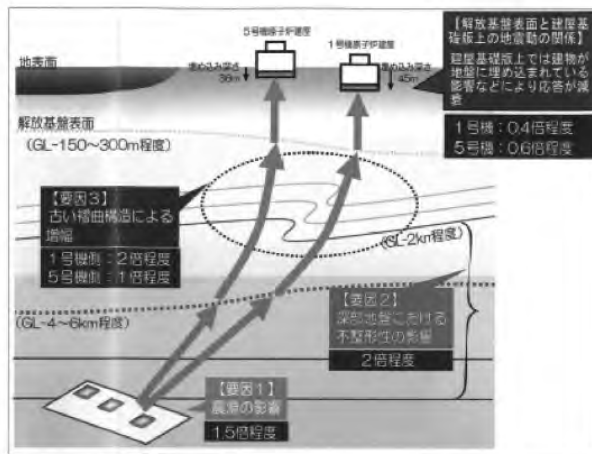 5号機原子炉建屋
1号機原子炉建屋
地表面
埋め込み深さ
36m
埋め込み深さ
45m
【解放基盤表面と建屋基
礎版上の地震動の関係】
建屋基礎版上では建物が
地盤に埋め込まれている
影響などにより応答が減
衰
1号機：0.4倍程度
5号機：0.6倍程度
解放基盤表面
(GL-150～300m程度)
【要因3】
古い褶曲構造による
増幅
1号機側：2倍程度
5号機側：1倍程度
(GL-2km程度)
(GL-4～6km程度)
【要因2】
深部地盤における
不整形性の影響
2倍程度
【要因1】
震源の影響
1.5倍程度